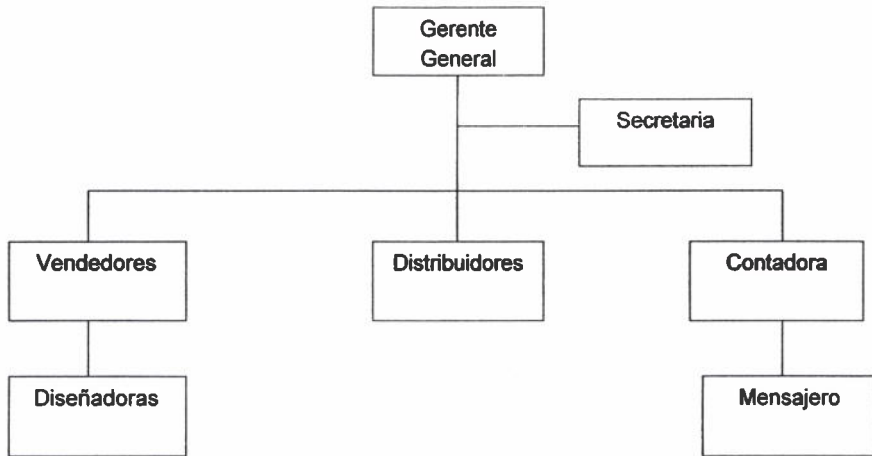 Gerente
General
Secretaria
Vendedores
Distribuidores
Contadora
Diseñadoras
Mensajero